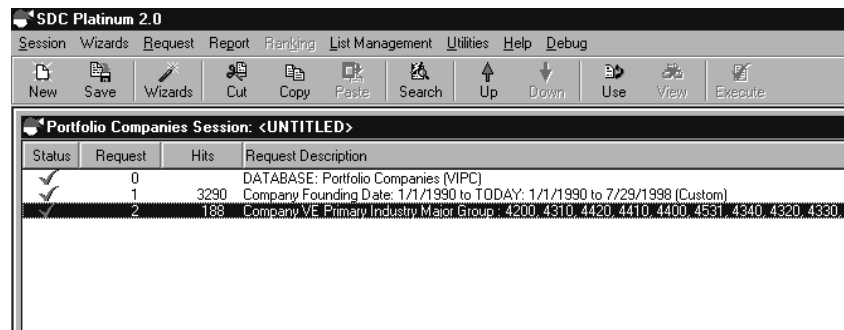 SDC Platinum 2.0
Session Wizards Request Report Ranking List Management Utilities Help Debug
New Save Wizards Cut Copy Paste Search Up Down Use View Execute
Portfolio Companies Session: <UNTITLED>
Status Request Hits Request Description
0 DATABASE: Portfolio Companies (VIPC)
1 3290 Company Founding Date: 1/1/1990 to TODAY: 1/1/1990 to 7/29/1998 (Custom)
2 188 Company VE Primary Industry Major Group : 4200, 4310, 4420, 4410, 4400, 4531, 4340, 4320, 4330,